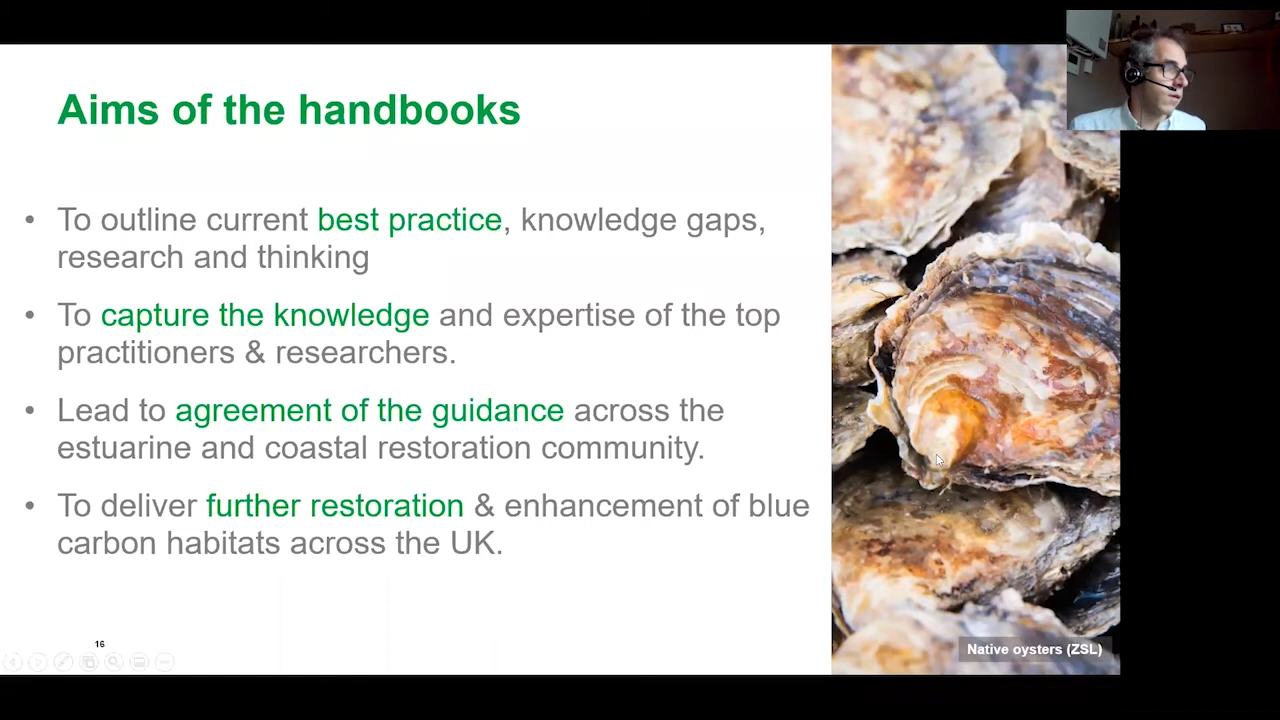 Aims of the handbooks
• To outline current best practice, knowledge gaps,
research and thinking
• To capture the knowledge and expertise of the top
practitioners & researchers.
• Lead to agreement of the guidance across the
estuarine and coastal restoration community.
• To deliver further restoration & enhancement of blue
carbon habitats across the UK.
16
Native oysters (ZSL)